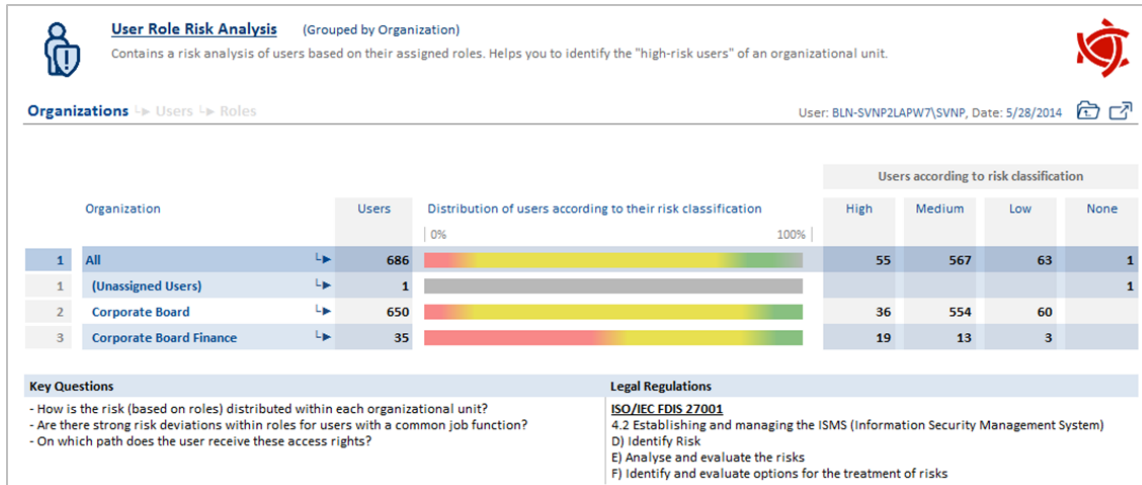 User Role Risk Analysis (Grouped by Organization)
Contains a risk analysis of users based on their assigned roles. Helps you to identify the "high-risk users" of an organizational unit.
Organizations Users Roles User: BLN-SVNP2LAPW7\SVNP, Date: 5/28/2014
Users according to risk classification
Organization Users Distribution of users according to their risk classification High Medium Low None
0% 100%
1 All 686 55 567 63 1
1 (Unassigned Users) 1 1
2 Corporate Board 650 36 554 60
3 Corporate Board Finance 35 19 13 3
Key Questions
- How is the risk (based on roles) distributed within each organizational unit?
- Are there strong risk deviations within roles for users with a common job function?
- On which path does the user receive these access rights?
Legal Regulations
ISO/IEC FDIS 27001
4.2 Establishing and managing the ISMS (Information Security Management System)
D) Identify Risk
E) Analyse and evaluate the risks
F) Identify and evaluate options for the treatment of risks